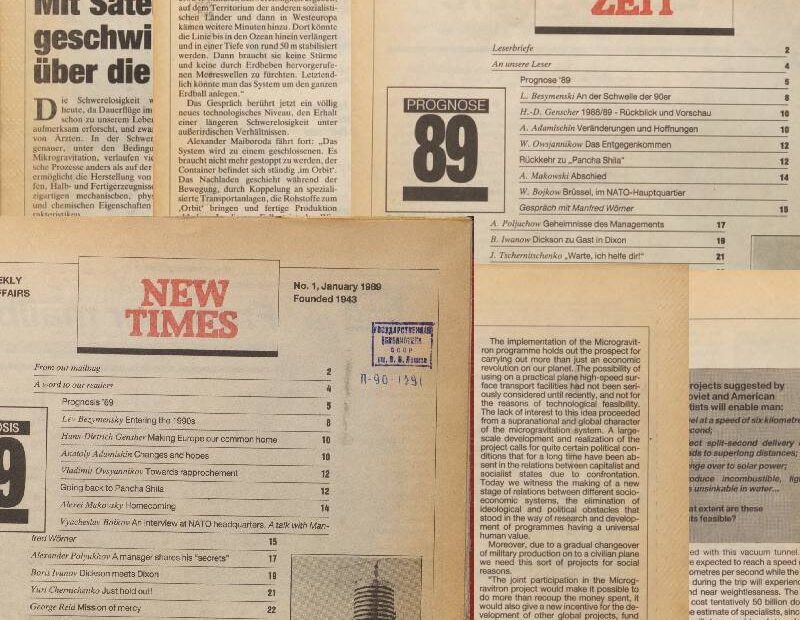 Mit Sate
geschwi
über die
Die Schwerelosigkeit w
heute, da Dauerflüge im
schon zu unserem Leben
aufmerksam erforscht, und zwar
von Ärzten. In der Schwer
genauer, unter den Bedingu
Mikrogravitation, verlaufen vie
sche Prozesse anders als auf der
ermöglicht die Herstellung von
fen, Halb- und Fertigerzeugnisse
zigartigen mechanischen, phys
und chemischen Eigenschaften
rakteristiken
auf dem Territorium der anderen sozialisti-
schen Länder und dann in Westeuropa
kämen weitere Minuten hinzu. Dort könnte
die Linie bis in den Ozean hinein verlängert
und in einer Tiefe von rund 50 m stabilisiert
werden. Dann braucht sie keine Stürme
und keine durch Erdbeben hervorgerufe-
nen Meereswellen zu fürchten. Letztend-
lich könnte man das System um den ganzen
Erdball anlegen."
Das Gespräch berührt jetzt ein völlig
neues technologisches Niveau, den Erhalt
einer längeren Schwerelosigkeit unter
außerirdischen Verhältnissen.
Alexander Maiboroda fährt fort: „Das
System wird zu einem geschlossenen. Es
braucht nicht mehr gestoppt zu werden, der
Container befindet sich ständig ‚im Orbit'.
Das Nachladen geschieht während der
Bewegung, durch Koppelung an speziali-
sierte Transportanlagen, die Rohstoffe zum
‚Orbit' bringen und fertige Produktion
ZEIT
Leserbriefe 2
An unsere Leser 4
Prognose '89 5
L. Besymenski An der Schwelle der 90er 8
H.-D. Genscher 1988/89 - Rückblick und Vorschau 10
A. Adamischin Veränderungen und Hoffnungen 10
W. Owsjannikow Das Entgegenkommen 12
Rückkehr zu „Pancha Shila" 12
A. Makowski Abschied 14
W. Bojkow Brüssel, im NATO-Hauptquartier
Gespräch mit Manfred Wörner 15
A. Poljuchow Geheimnisse des Managements 17
B. Iwanow Dickson zu Gast in Dixon 19
J. Tschernitschenko „Warte, ich helfe dir!" 21
PROGNOSE
89
EKLY
FFAIRS
NEW
TIMES
No. 1, January 1989
Founded 1943
ГОСУДАРСТВЕННАЯ
БИБЛИОТЕКА
СССР
им. В. И. Ленина
П-90-1391
From our mailbag 2
A word to our readers 4
Prognosis '89 5
Lev Bezymensky Entering the 1990s 8
Hans-Dietrich Genscher Making Europe our common home 10
Anatoly Adamishin Changes and hopes 10
Vladimir Ovsyannikov Towards rapprochement 12
Going back to Pancha Shila 12
Alexei Makovsky Homecoming 14
Vyacheslav Boikov An interview at NATO headquarters. A talk with Man-
fred Wörner 15
Alexander Polyukhov A manager shares his "secrets" 17
Boris Ivanov Dickson meets Dixon 19
Yuri Chernichenko Just hold out! 21
George Reid Mission of mercy 22
OSIS
9
The implementation of the Microgravit-
ron programme holds out the prospect for
carrying out more than just an economic
revolution on our planet. The possibility of
using on a practical plane high-speed sur-
face transport facilities had not been seri-
ously considered until recently, and not for
the reasons of technological feasibility.
The lack of interest to this idea proceeded
from a supranational and global character
of the microgravitation system. A large-
scale development and realization of the
project calls for quite certain political con-
ditions that for a long time have been ab-
sent in the relations between capitalist and
socialist states due to confrontation.
Today we witness the making of a new
stage of relations between different socio-
economic systems, the elimination of
ideological and political obstacles that
stood in the way of research and develop-
ment of programmes having a universal
human value.
Moreover, due to a gradual changeover
of military production on to a civilian plane
we need this sort of projects for social
reasons.
"The joint participation in the Microg-
ravitron project would make it possible to
do more than recoup the money spent, it
would also give a new incentive for the de-
velopment of other global projects, fund
rojects suggested by
oviet and American
tists will enable man:
vel at a speed of six kilometre
cond;
ect split-second delivery
ds to superlong distances;
nge over to solar power;
oduce incombustible, lig
unsinkable in water...
at extent are these
ts feasible?
ed with this vacuum tunnel.
e expected to reach a speed
ometres per second while the
during the trip will experienc
nd near weightlessness. The
cost tentatively 50 billion do
e estimate of specialists, sinc